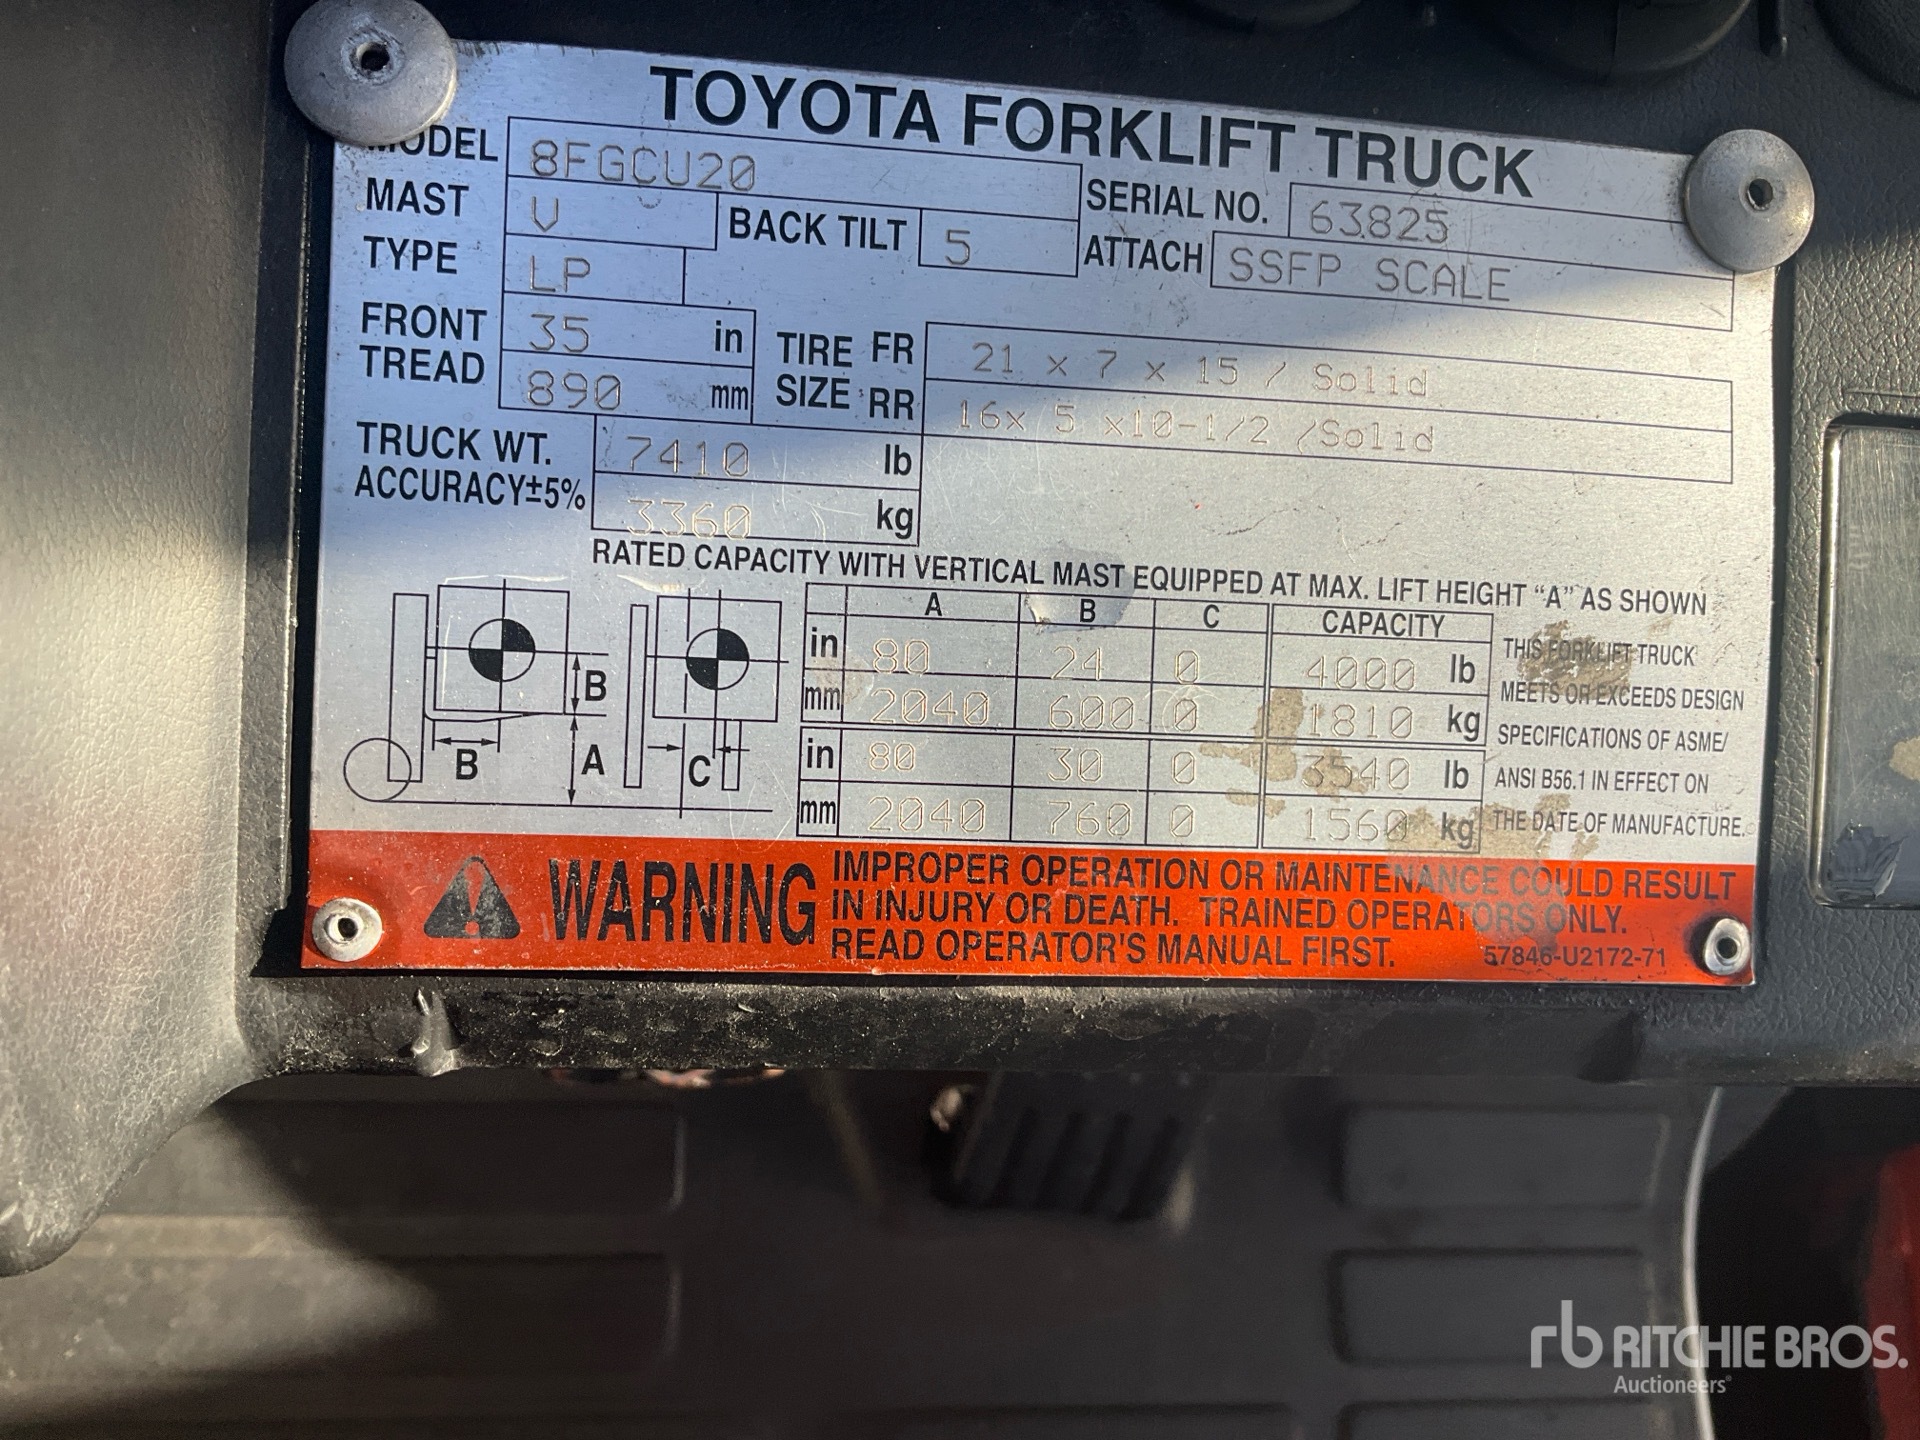 TOYOTA FORKLIFT TRUCK
MODEL 8FGCU20 SERIAL NO. 63825
MAST V BACK TILT 5 ATTACH SSFP SCALE
TYPE LP
FRONT TREAD 35 in TIRE SIZE FR 21 x 7 x 15 / Solid
890 mm RR 16x 5 x10-1/2 /Solid
TRUCK WT. 7410 lb
ACCURACY±5% 3360 kg
RATED CAPACITY WITH VERTICAL MAST EQUIPPED AT MAX. LIFT HEIGHT "A" AS SHOWN
A B C CAPACITY
in 80 24 0 4000 lb
mm 2040 600 0 1810 kg
in 80 30 0 3540 lb
mm 2040 760 0 1560 kg
B B A C
THIS FORKLIFT TRUCK
MEETS OR EXCEEDS DESIGN
SPECIFICATIONS OF ASME/
ANSI B56.1 IN EFFECT ON
THE DATE OF MANUFACTURE.
WARNING
IMPROPER OPERATION OR MAINTENANCE COULD RESULT
IN INJURY OR DEATH. TRAINED OPERATORS ONLY.
READ OPERATOR'S MANUAL FIRST. 57846-U2172-71
rb RITCHIE BROS.
Auctioneers®